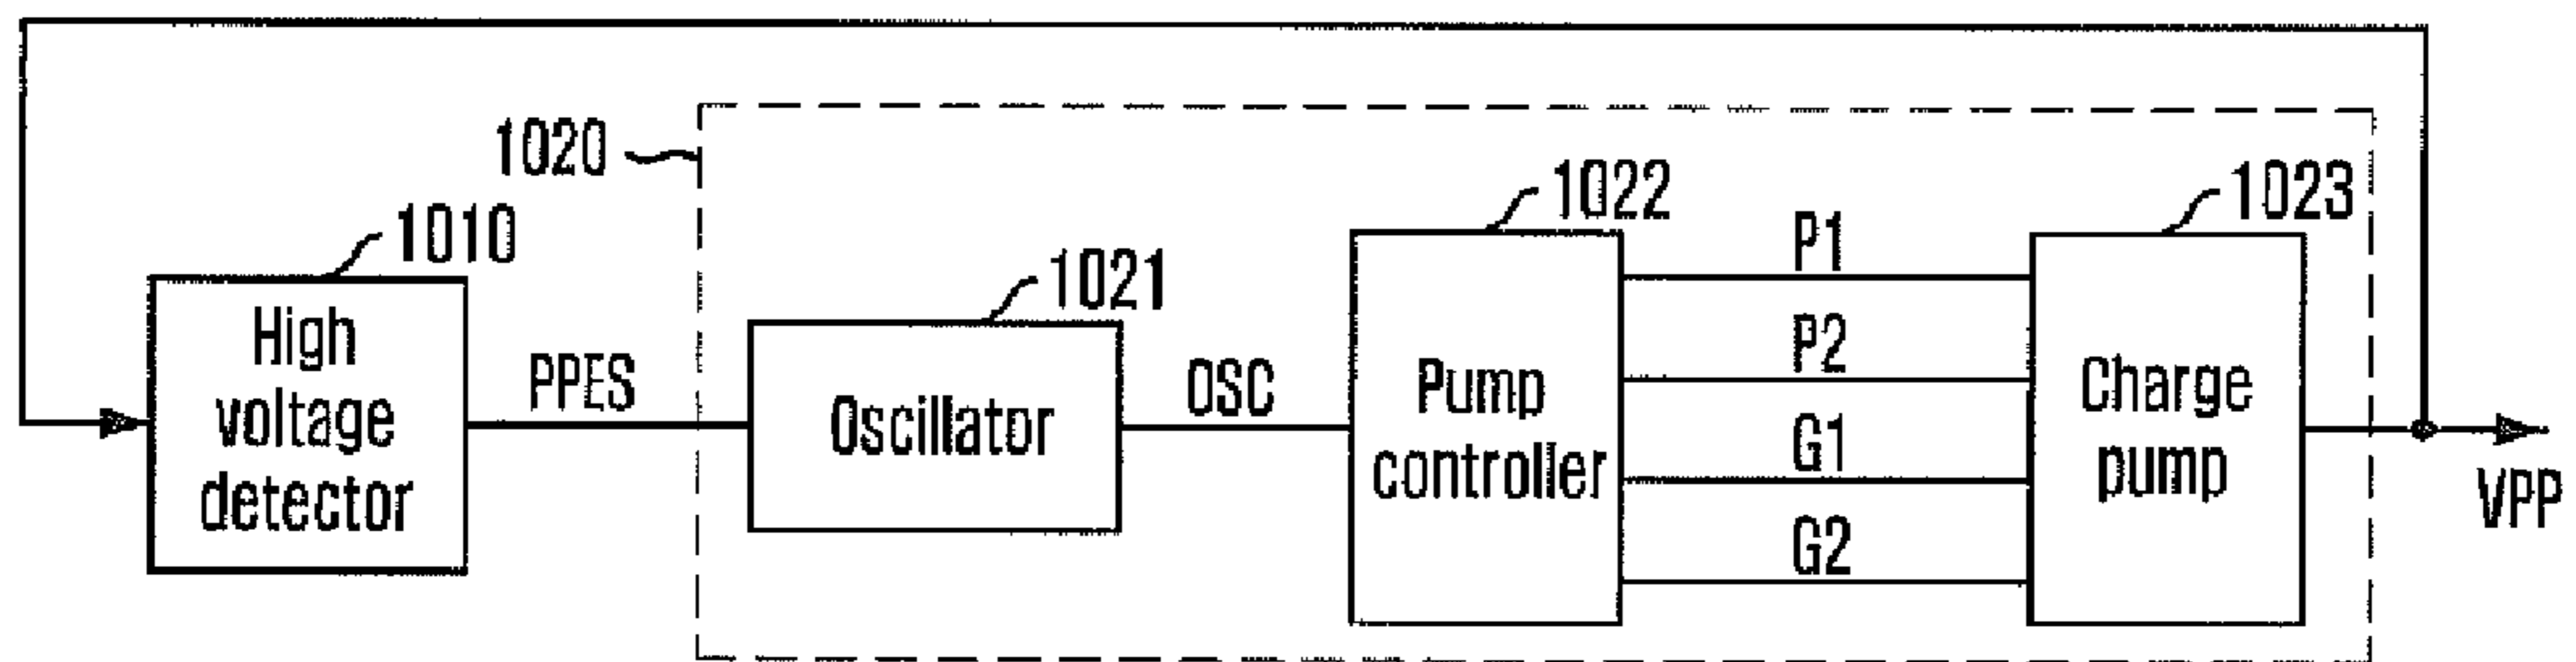 1020
1010
High
voltage
detector
PPES
1021
Oscillator
OSC
1022
Pump
controller
P1
P2
G1
G2
1023
Charge
pump
VPP